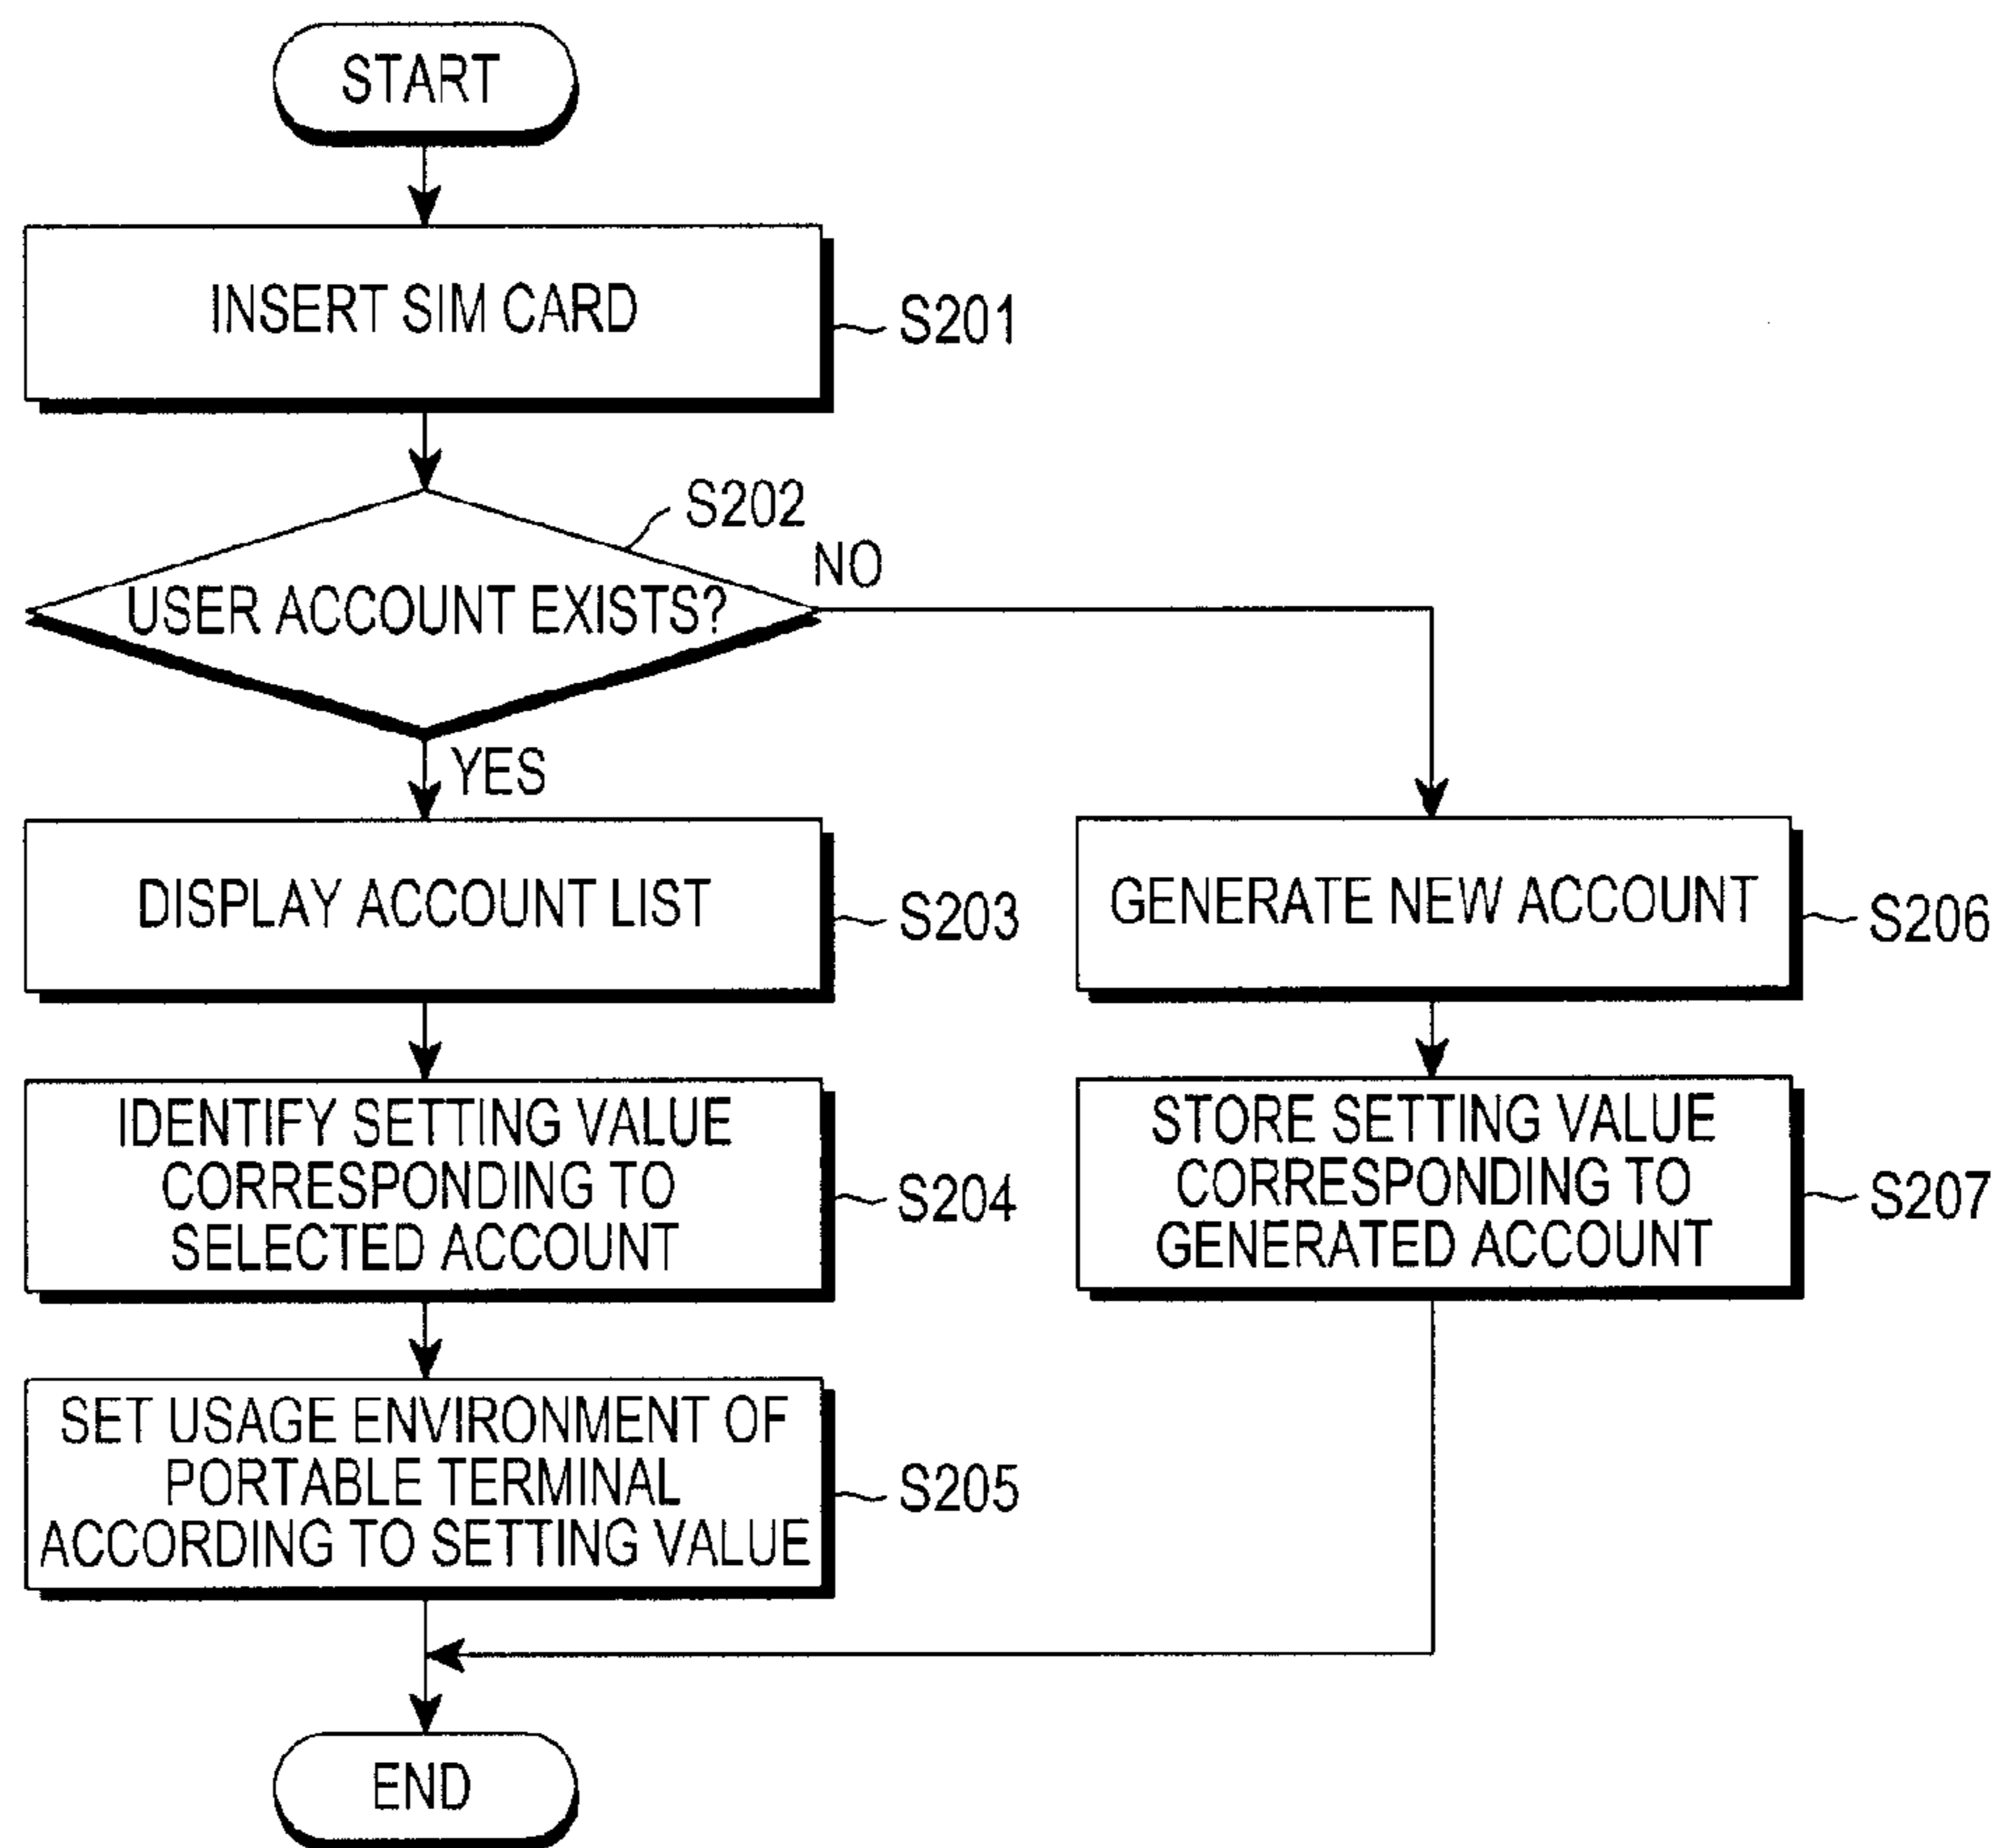 START
INSERT SIM CARD
S201
S202
NO
USER ACCOUNT EXISTS?
YES
DISPLAY ACCOUNT LIST
S203
GENERATE NEW ACCOUNT
S206
IDENTIFY SETTING VALUE
CORRESPONDING TO
SELECTED ACCOUNT
S204
STORE SETTING VALUE
CORRESPONDING TO
GENERATED ACCOUNT
S207
SET USAGE ENVIRONMENT OF
PORTABLE TERMINAL
ACCORDING TO SETTING VALUE
S205
END